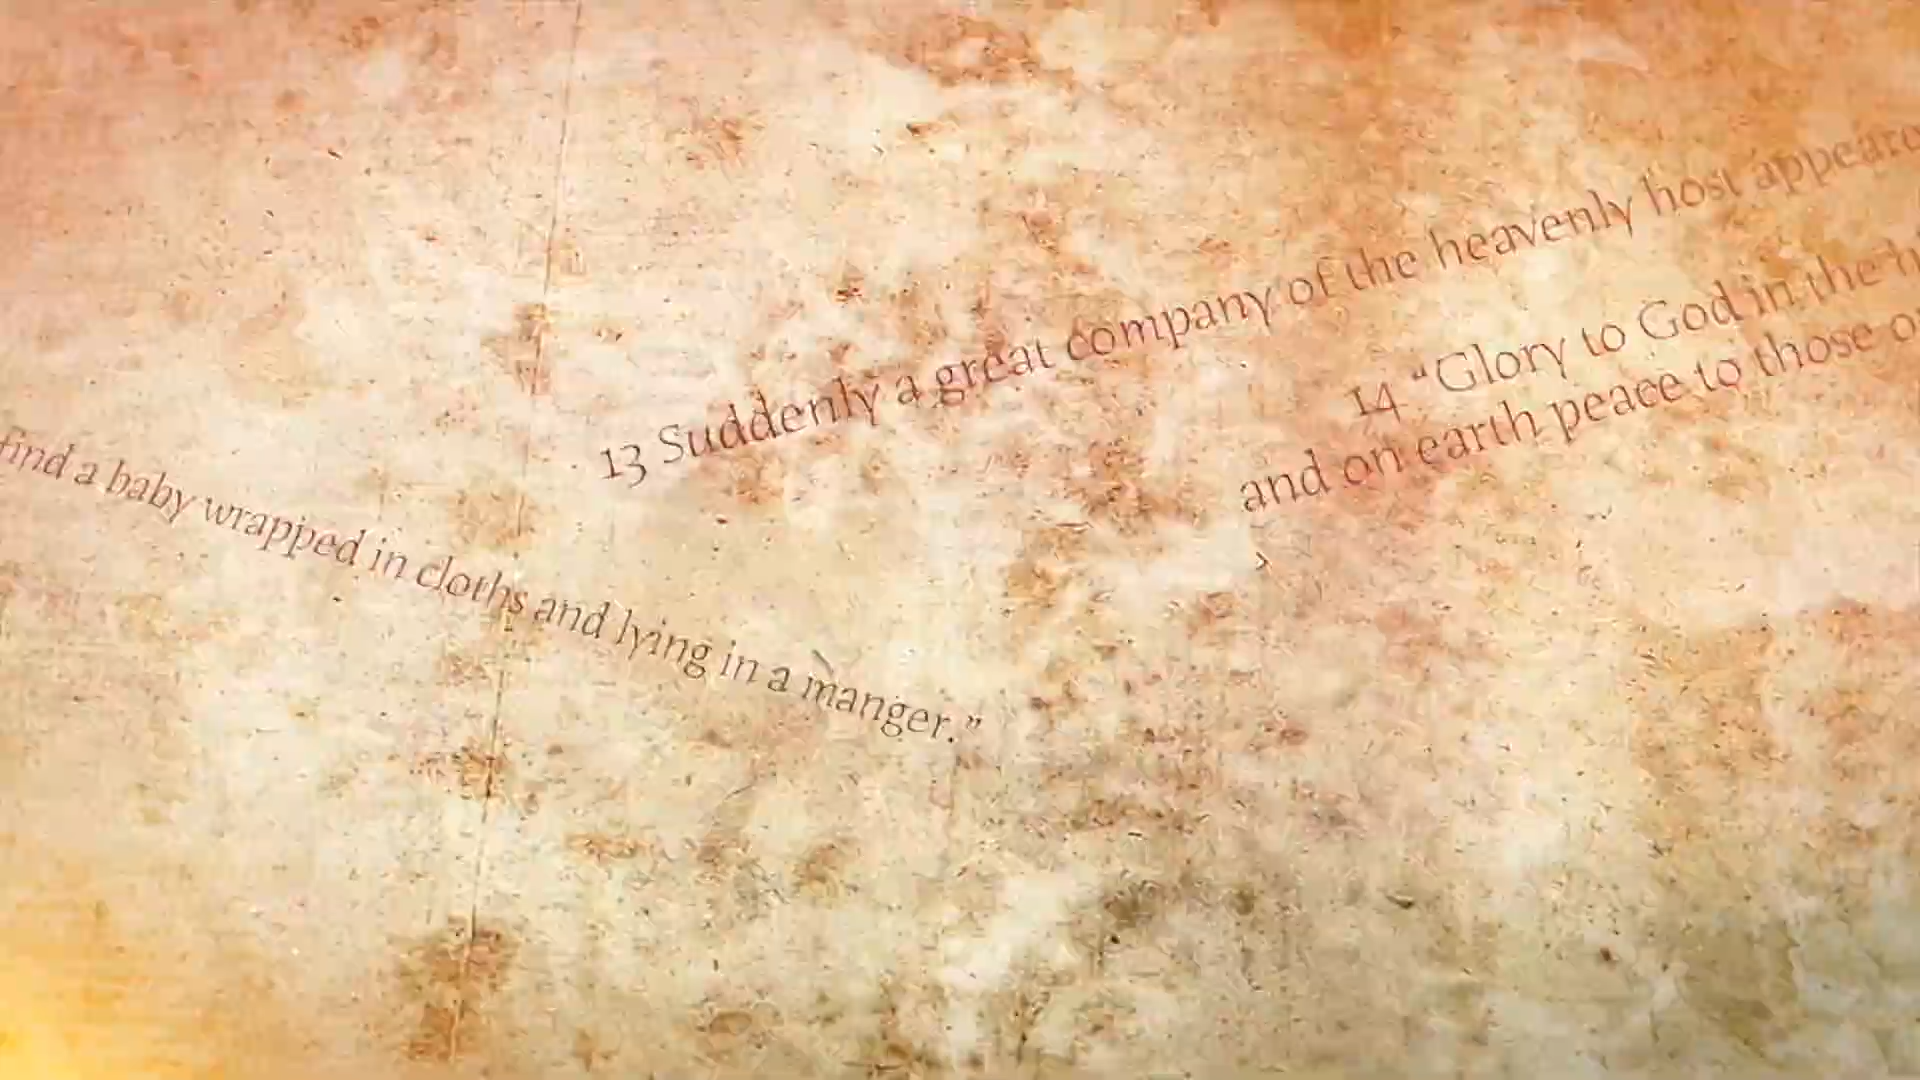 find a baby wrapped in cloths and lying in a manger.”
13 Suddenly a great company of the heavenly host
14 “Glory to God in the
and on earth peace to those